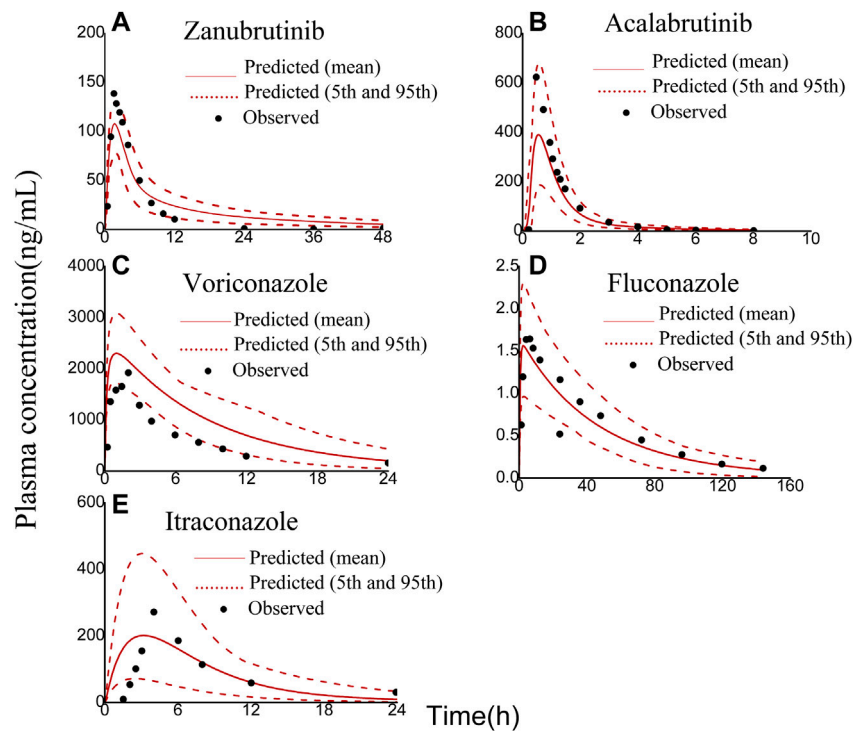 A
Zanubrutinib
Predicted (mean)
Predicted (5th and 95th)
Observed
200
150
100
50
0
0
12
24
36
48
B
Acalabrutinib
Predicted (mean)
Predicted (5th and 95th)
Observed
800
600
400
200
0
0
2
4
6
8
10
C
Voriconazole
Predicted (mean)
Predicted (5th and 95th)
Observed
4000
3000
2000
1000
0
0
6
12
18
24
D
Fluconazole
Predicted (mean)
Predicted (5th and 95th)
Observed
2.5
2.0
1.5
1.0
0.5
0.0
0
40
80
120
160
E
Itraconazole
Predicted (mean)
Predicted (5th and 95th)
Observed
600
400
200
0
0
6
12
18
24
Plasma concentration(ng/mL)
Time(h)